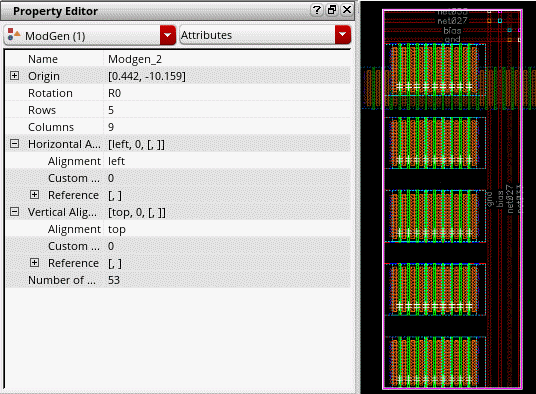 Property Editor
ModGen (1)
Attributes
Name Modgen_2
Origin [0.442, -10.159]
Rotation R0
Rows 5
Columns 9
Horizontal A... [left, 0, [, ]]
Alignment left
Custom ... 0
Reference [, ]
Vertical Alig... [top, 0, [, ]]
Alignment top
Custom ... 0
Reference [, ]
Number of ... 53
net027
bias
gnd
gnd
bias
net027